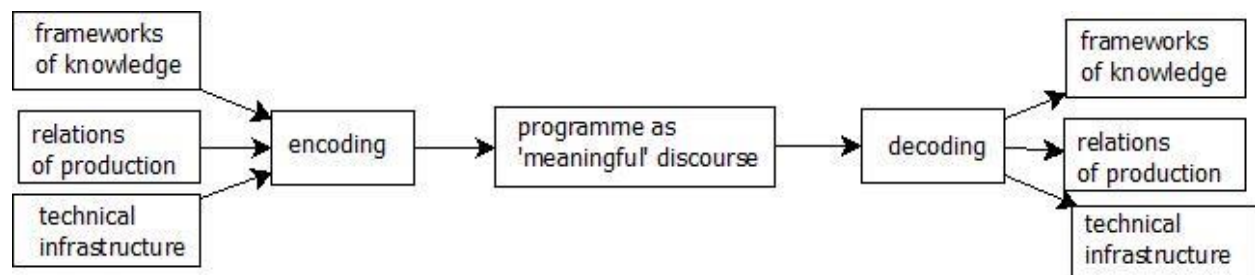 frameworks
of knowledge
relations
of production
technical
infrastructure
encoding
programme as
'meaningful' discourse
decoding
frameworks
of knowledge
relations
of production
technical
infrastructure